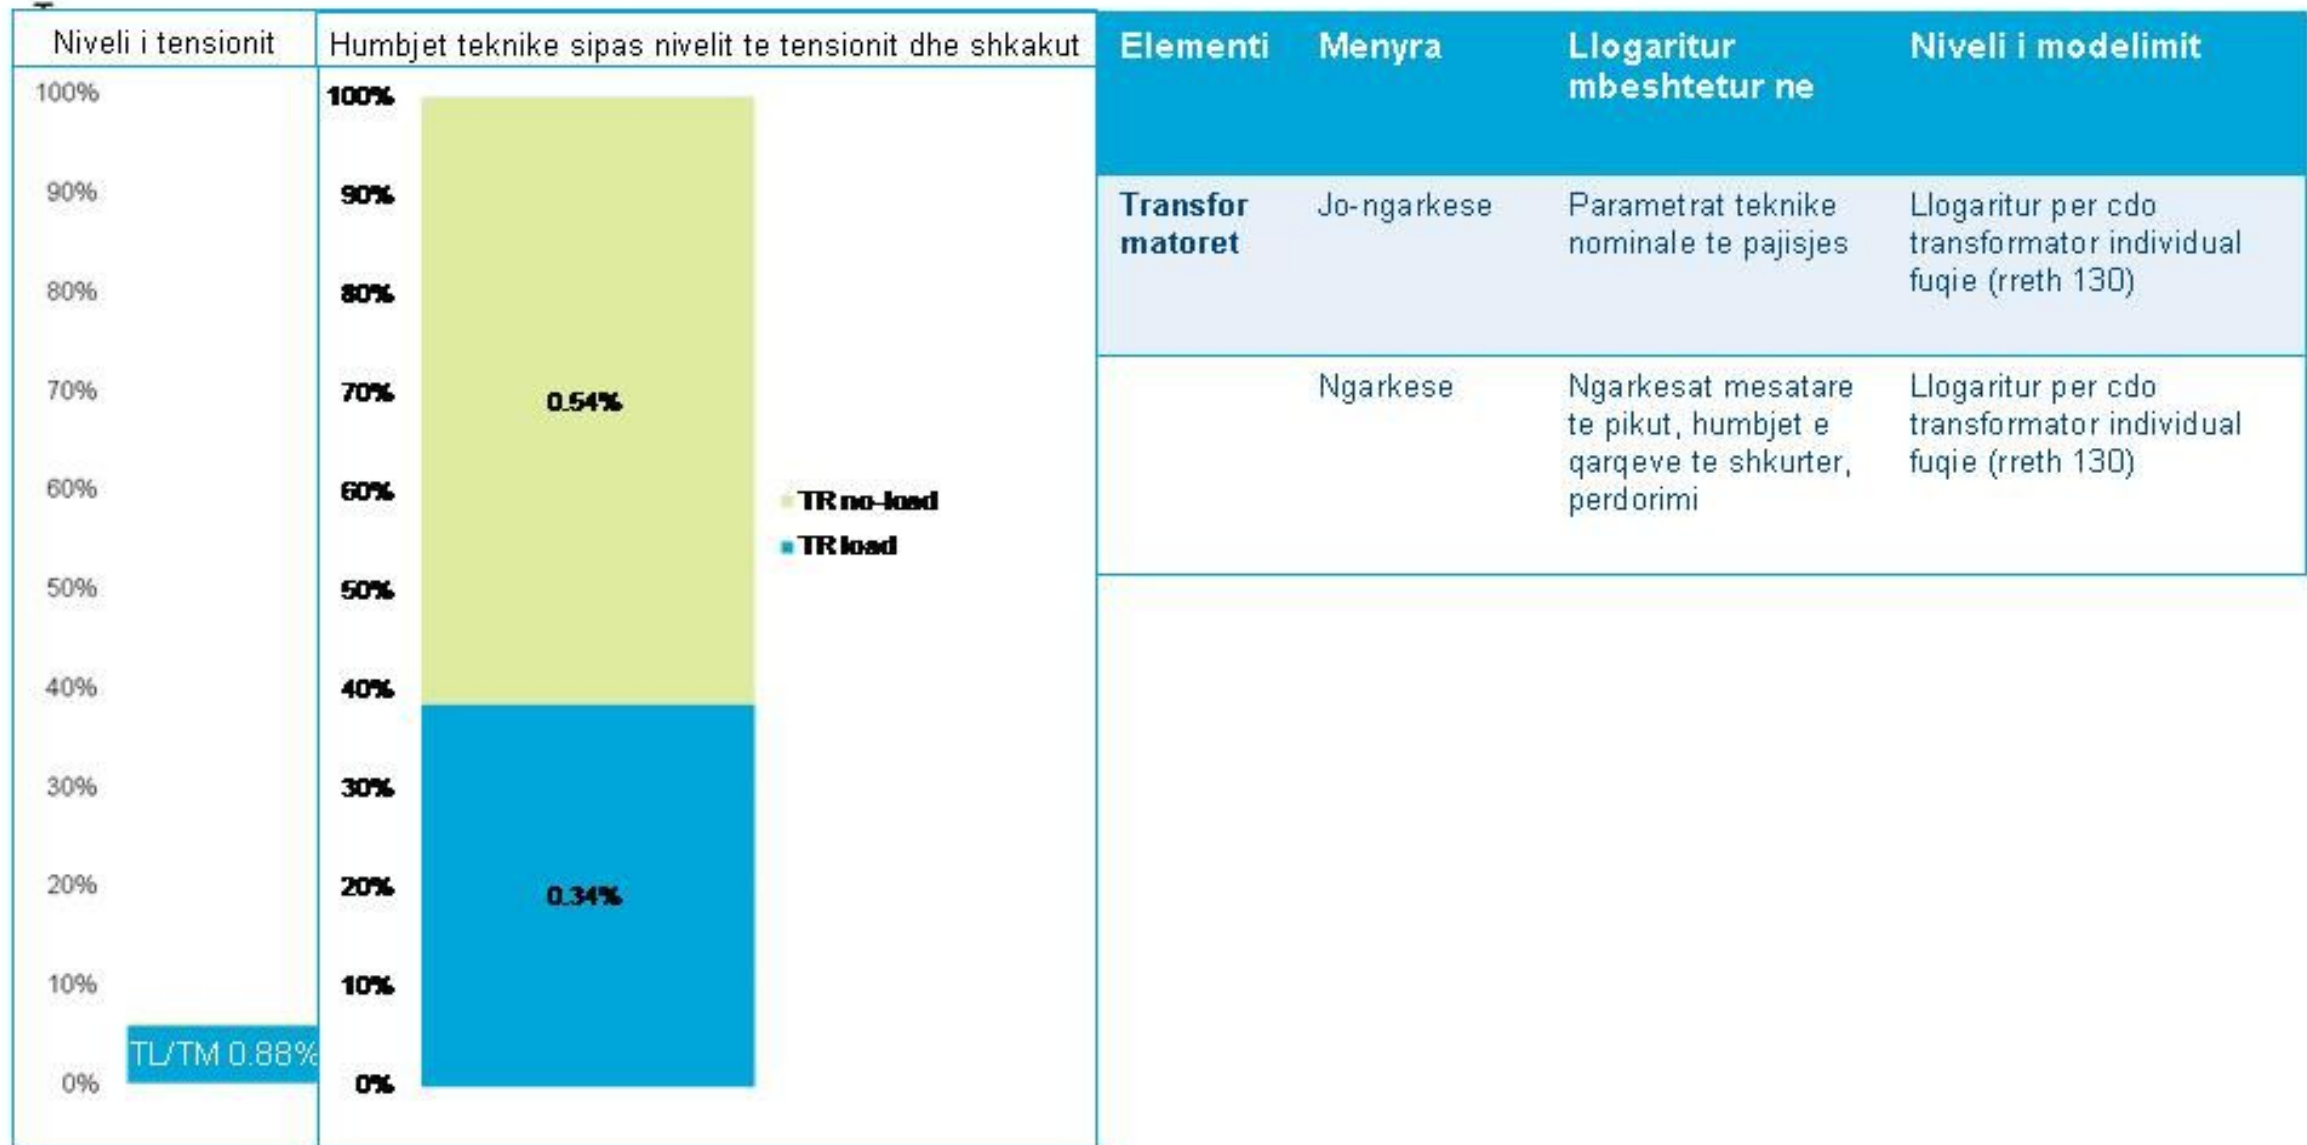 Niveli i tensionit
100%
90%
80%
70%
60%
50%
40%
30%
20%
10%
0%
TL/TM 0.88%
Humbjet teknike sipas nivelit te tensionit dhe shkakut
100%
90%
80%
70%
60%
50%
40%
30%
20%
10%
0%
0.54%
0.34%
TR no-load
TR load
Elementi
Menyra
Llogaritur
mbeshtetur ne
Niveli i modelimit
Transfor
matoret
Jo-ngarkese
Parametrat teknike
nominale te pajisjes
Llogaritur per cdo
transformator individual
fuqie (rreth 130)
Ngarkese
Ngarkesat mesatare
te pikut, humbjet e
qarqeve te shkurter,
perdorimi
Llogaritur per cdo
transformator individual
fuqie (rreth 130)